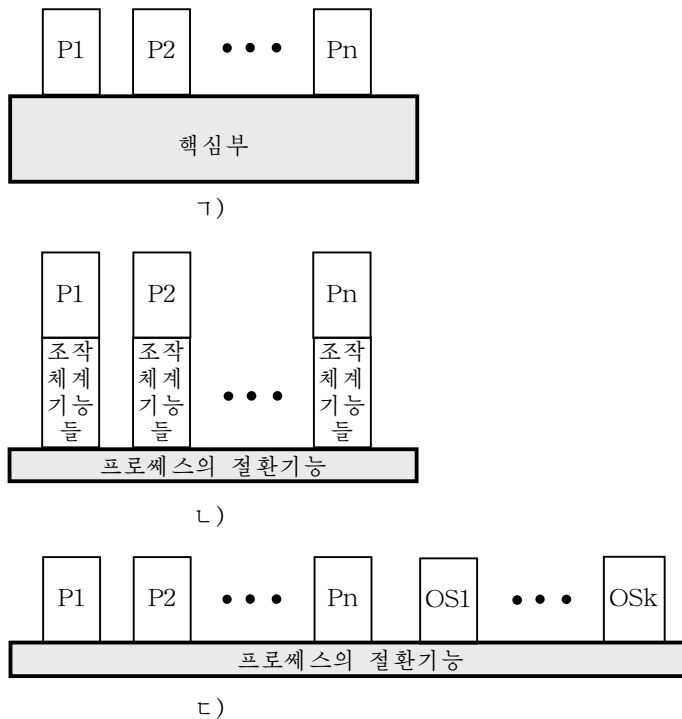 P1 P2 ••• Pn
핵심부
ㄱ)
P1 P2 Pn
조작 조작 조작
체계 체계 체계
기능 기능 ••• 기능
들 들 들
프로쎄스의 절환기능
ㄴ)
P1 P2 ••• Pn OS1 ••• OSk
프로쎄스의 절환기능
ㄷ)